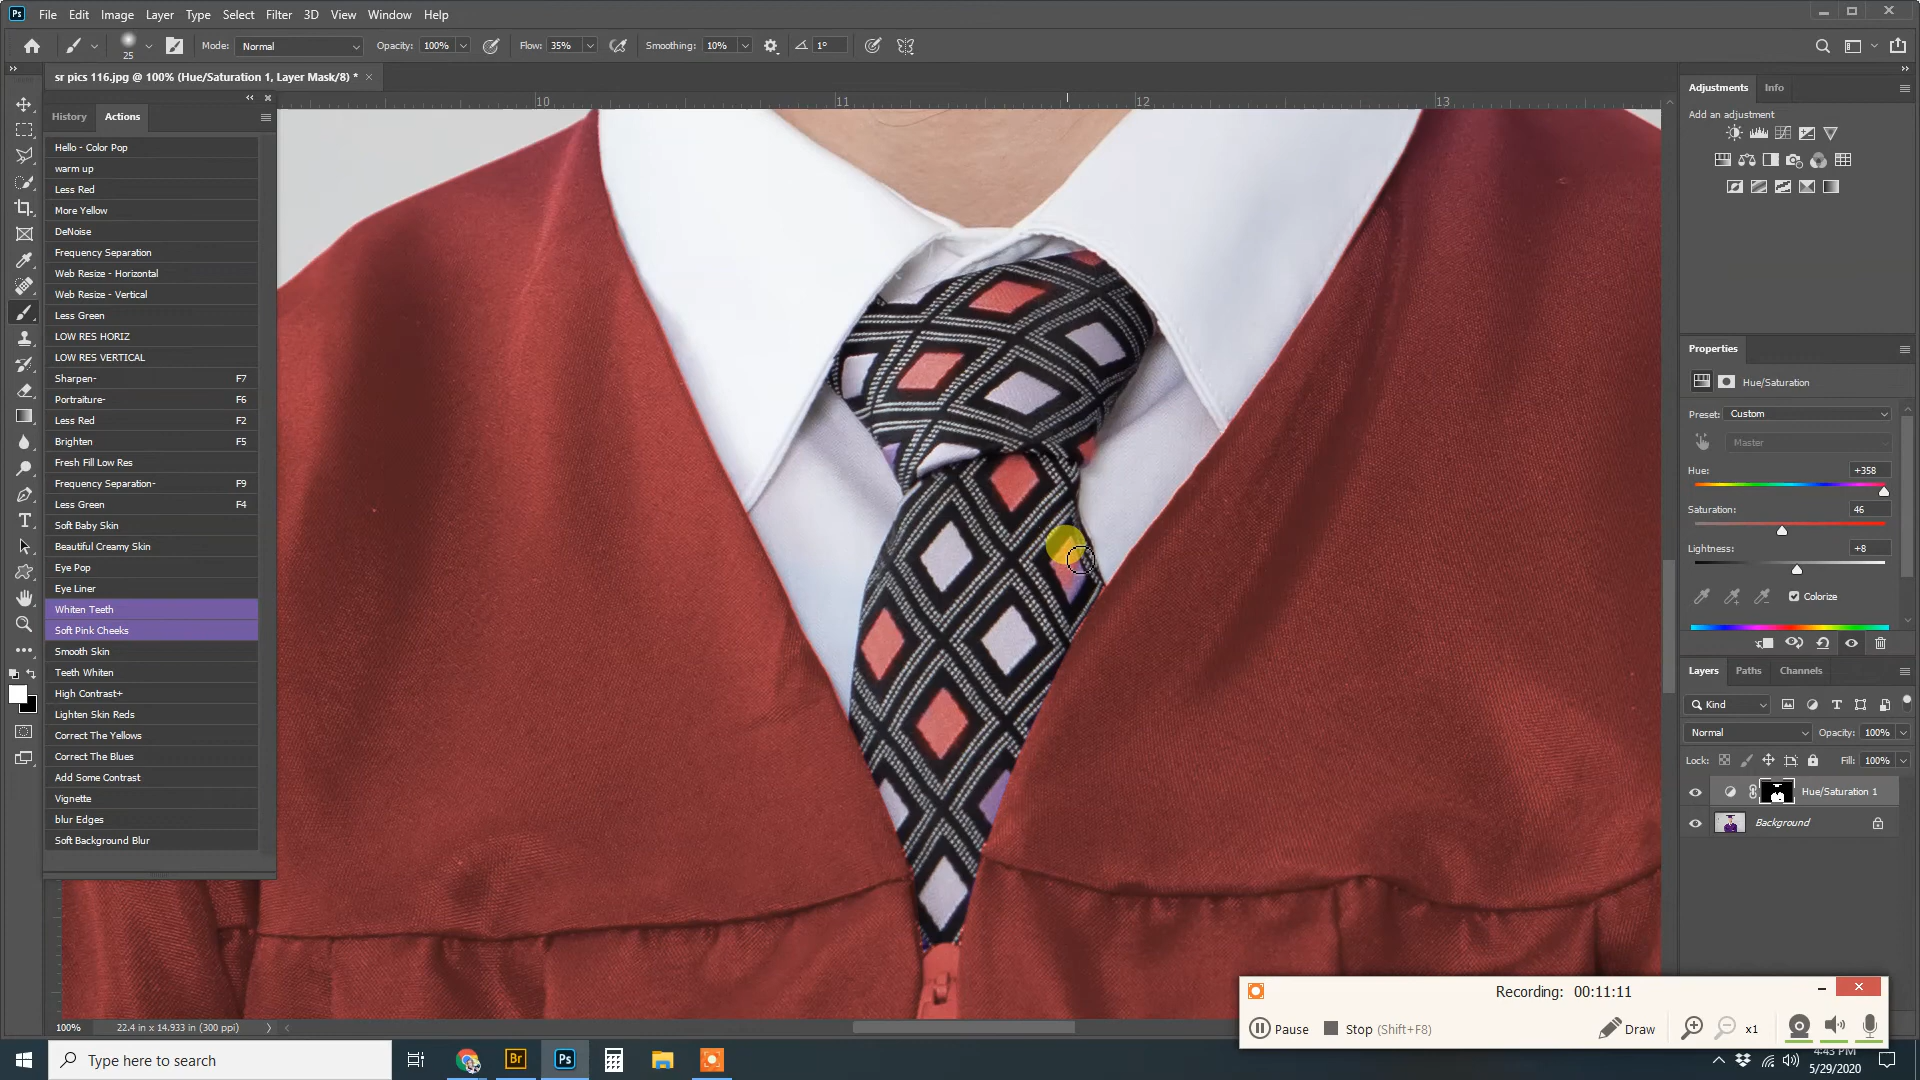 Ps File Edit Image Layer Type Select Filter 3D View Window Help
25 Mode: Normal Opacity: 100% Flow: 35% Smoothing: 10% 1°
sr pics 116.jpg @ 100% (Hue/Saturation 1, Layer Mask/8) *
10 11 12 13
History Actions
Hello - Color Pop
warm up
Less Red
More Yellow
DeNoise
Frequency Separation
Web Resize - Horizontal
Web Resize - Vertical
Less Green
LOW RES HORIZ
LOW RES VERTICAL
Sharpen- F7
Portraiture- F6
Less Red F2
Brighten F5
Fresh Fill Low Res
Frequency Separation- F9
Less Green F4
Soft Baby Skin
Beautiful Creamy Skin
Eye Pop
Eye Liner
Whiten Teeth
Soft Pink Cheeks
Smooth Skin
Teeth Whiten
High Contrast+
Lighten Skin Reds
Correct The Yellows
Correct The Blues
Add Some Contrast
Vignette
blur Edges
Soft Background Blur
Adjustments Info
Add an adjustment
Properties
Hue/Saturation
Preset: Custom
Master
Hue: +358
Saturation: 46
Lightness: +8
Colorize
Layers Paths Channels
Kind
Normal Opacity: 100%
Lock: Fill: 100%
Hue/Saturation 1
Background
100% 22.4 in x 14.933 in (300 ppi)
Recording: 00:11:11
Pause Stop (Shift+F8) Draw x1
Type here to search Br Ps
4:43 PM
5/29/2020